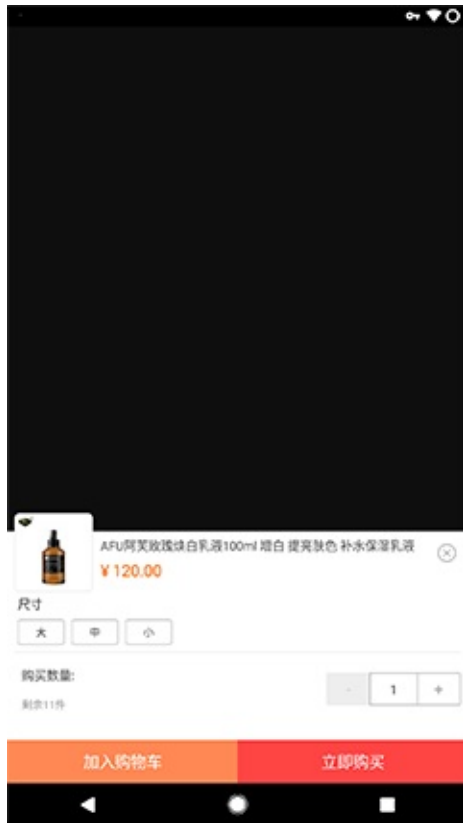 AFU阿芙玫瑰焕白乳液100ml 增白 提亮肤色 补水保湿乳液
¥ 120.00
尺寸
大 中 小
购买数量:
- 1 +
剩余11件
加入购物车 立即购买